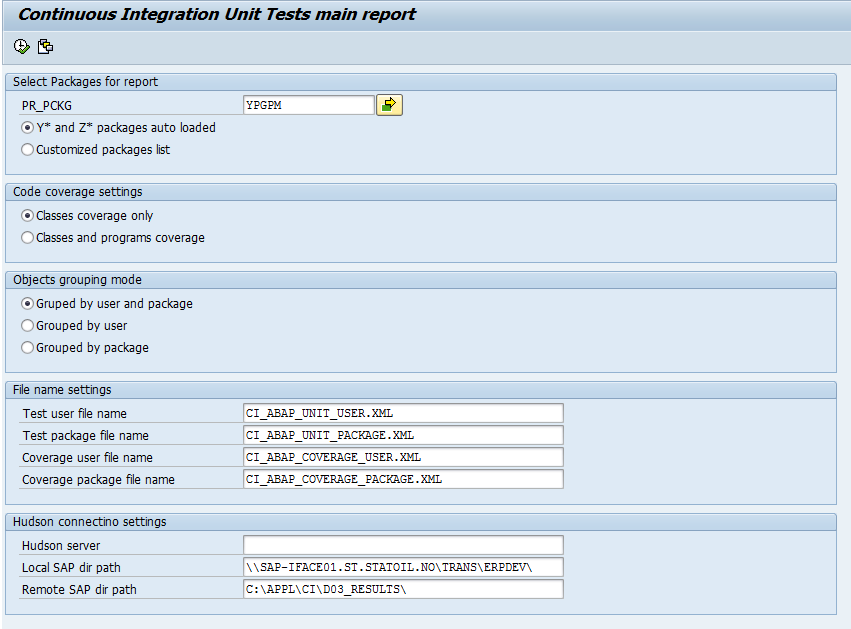 Continuous Integration Unit Tests main report
Select Packages for report
PR_PCKG YPGPM
Y* and Z* packages auto loaded
Customized packages list
Code coverage settings
Classes coverage only
Classes and programs coverage
Objects grouping mode
Gruped by user and package
Grouped by user
Grouped by package
File name settings
Test user file name CI_ABAP_UNIT_USER.XML
Test package file name CI_ABAP_UNIT_PACKAGE.XML
Coverage user file name CI_ABAP_COVERAGE_USER.XML
Coverage package file name CI_ABAP_COVERAGE_PACKAGE.XML
Hudson connectino settings
Hudson server
Local SAP dir path \\SAP-IFACE01.ST.STATOIL.NO\TRANS\ERPDEV\
Remote SAP dir path C:\APPL\CI\D03_RESULTS\